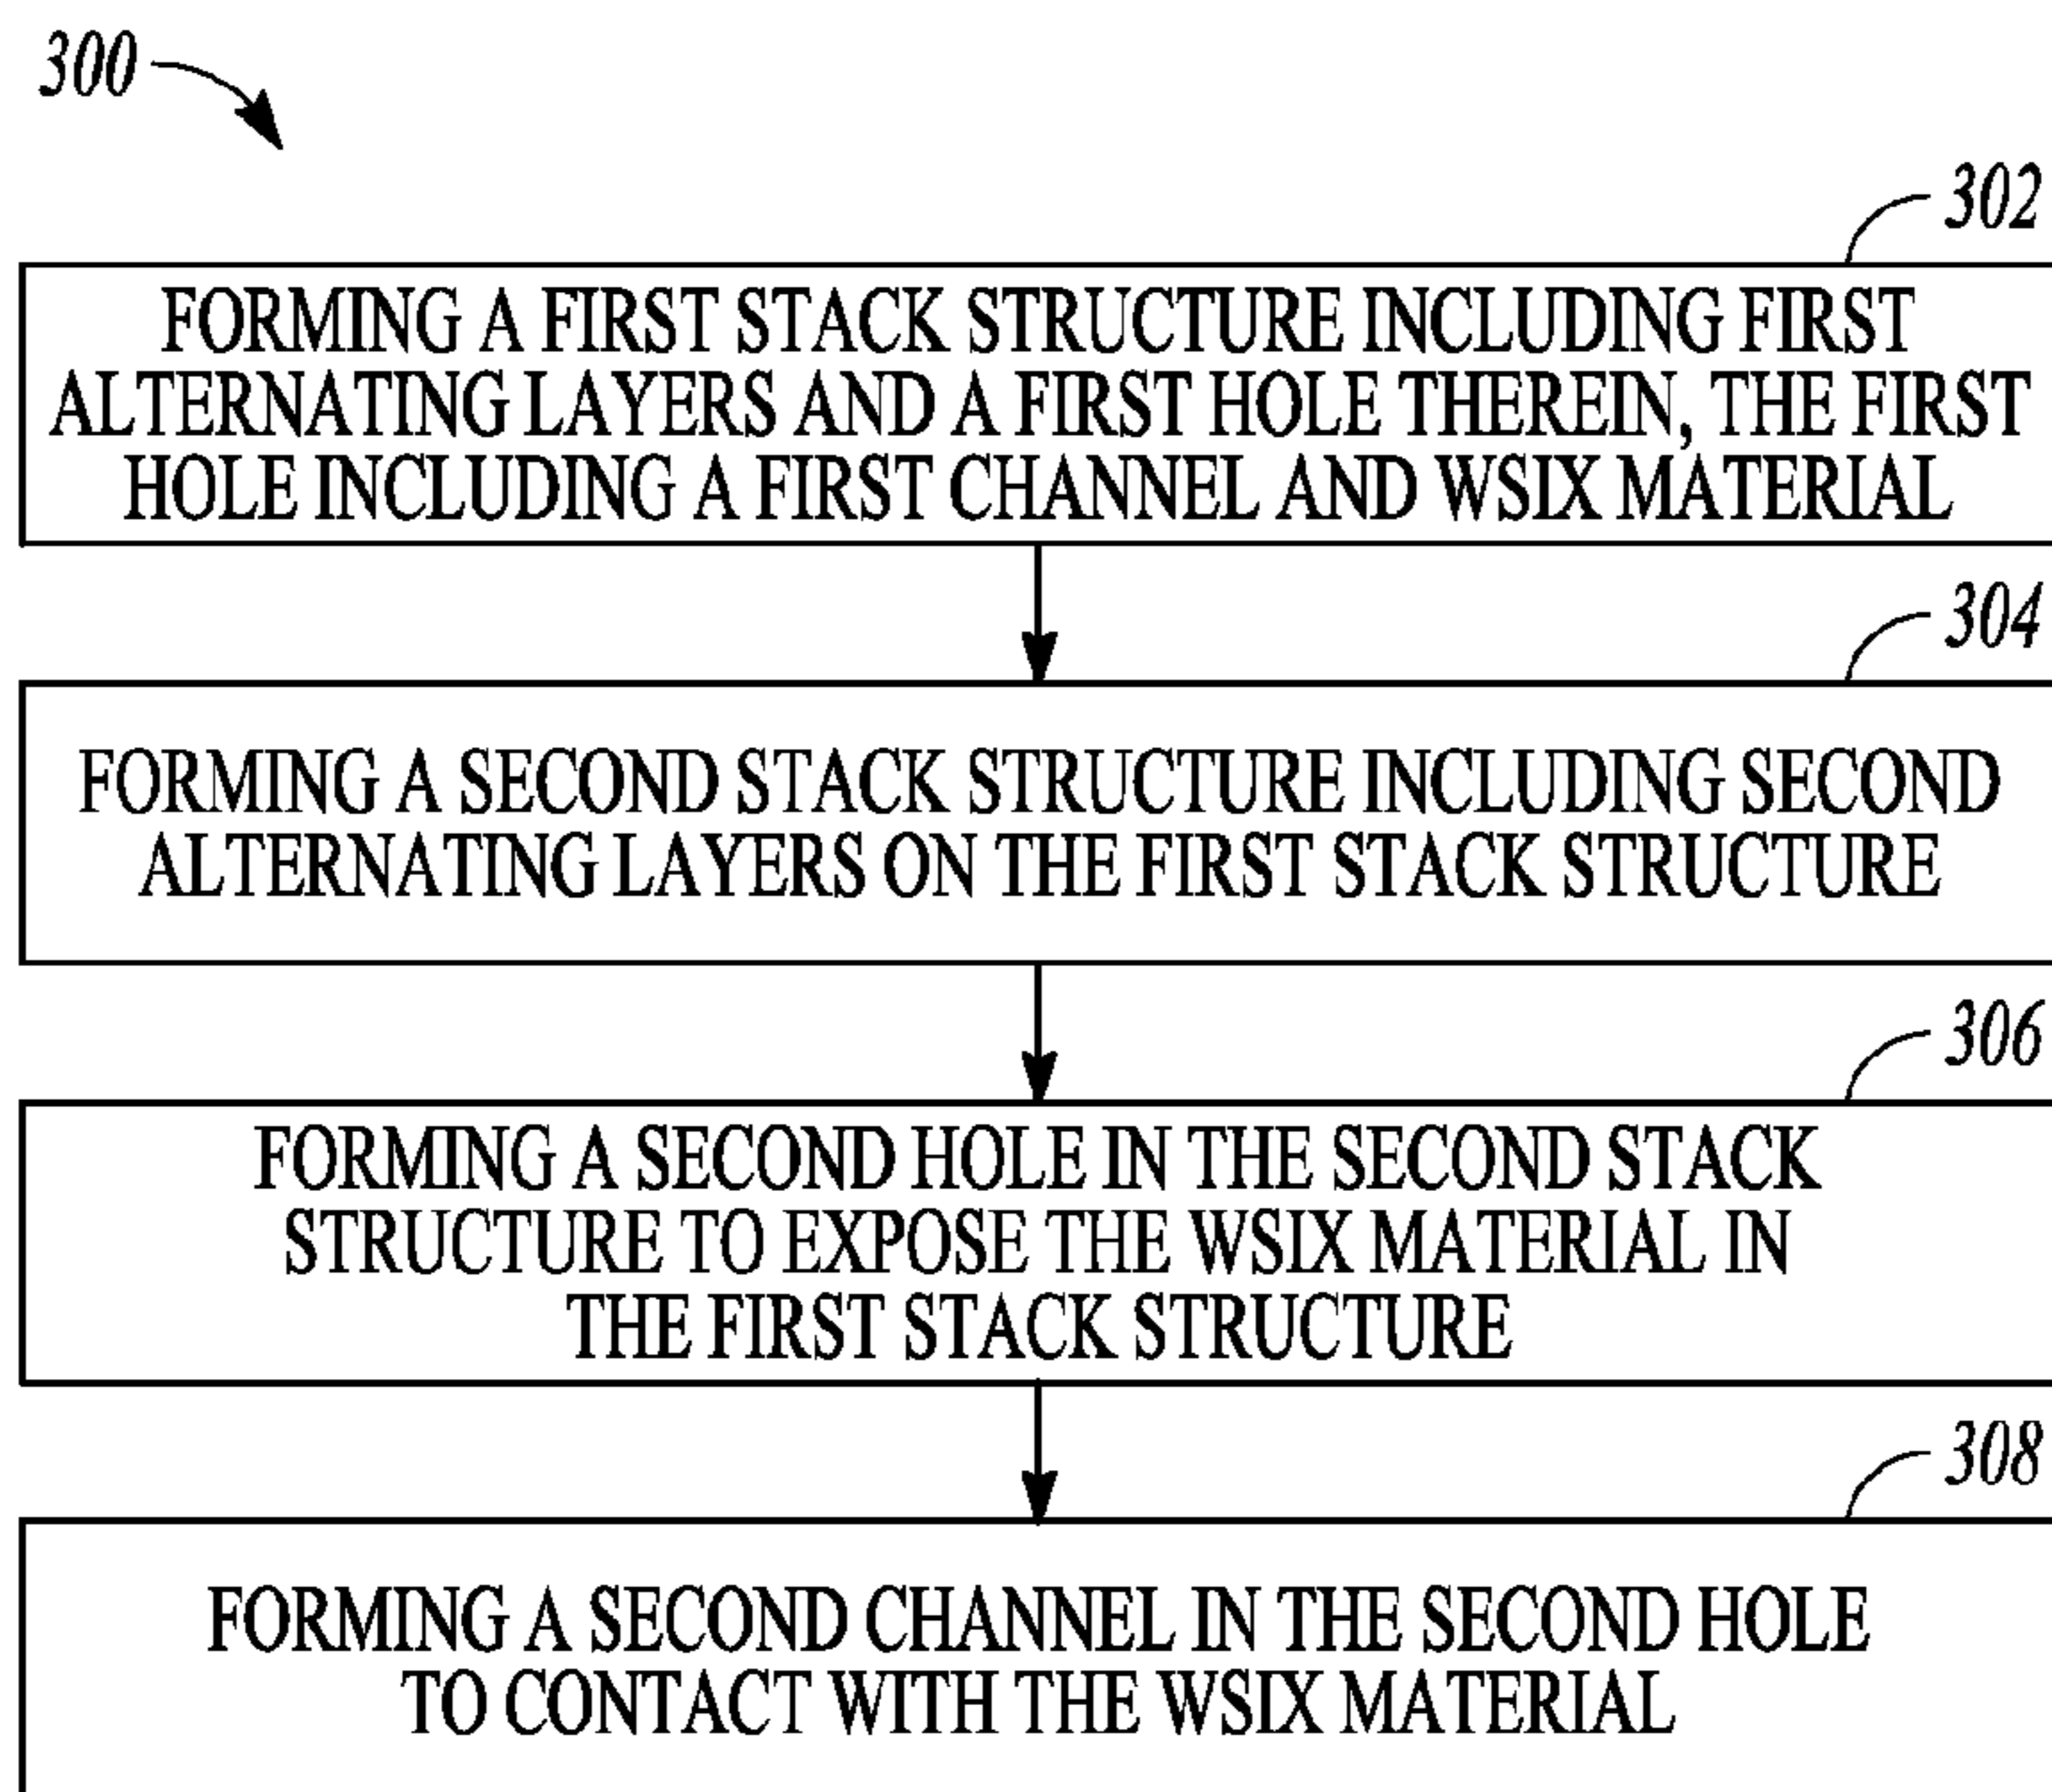 300
302
FORMING A FIRST STACK STRUCTURE INCLUDING FIRST
ALTERNATING LAYERS AND A FIRST HOLE THEREIN, THE FIRST
HOLE INCLUDING A FIRST CHANNEL AND WSIX MATERIAL
304
FORMING A SECOND STACK STRUCTURE INCLUDING SECOND
ALTERNATING LAYERS ON THE FIRST STACK STRUCTURE
306
FORMING A SECOND HOLE IN THE SECOND STACK
STRUCTURE TO EXPOSE THE WSIX MATERIAL IN
THE FIRST STACK STRUCTURE
308
FORMING A SECOND CHANNEL IN THE SECOND HOLE
TO CONTACT WITH THE WSIX MATERIAL